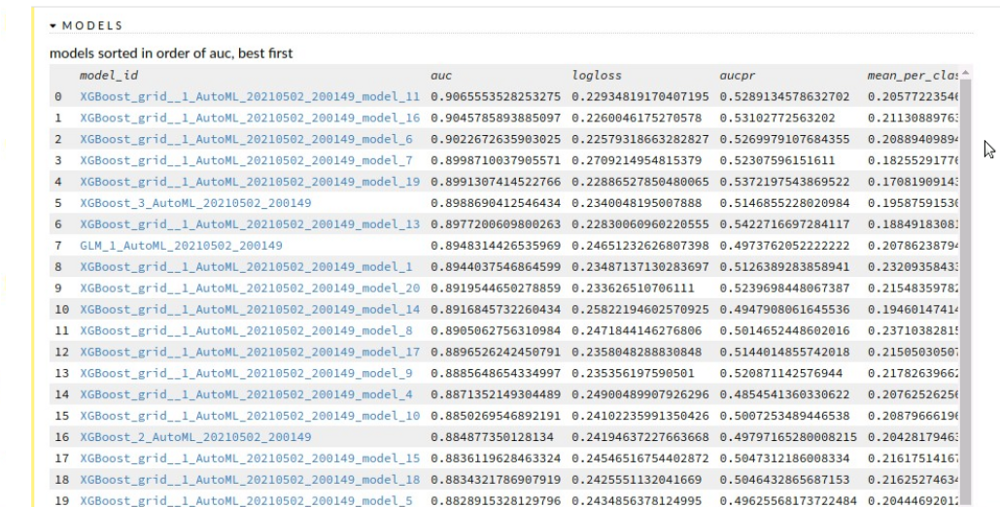 MODELS
models sorted in order of auc, best first
model_id auc logloss aucpr mean_per_clas
0 XGBoost_grid__1_AutoML_20210502_200149_model_11 0.9065553528253275 0.22934819170407195 0.5289134578632702 0.2057722354
1 XGBoost_grid__1_AutoML_20210502_200149_model_16 0.9045785893885097 0.2260046175270578 0.53102772563202 0.2113088976
2 XGBoost_grid__1_AutoML_20210502_200149_model_6 0.9022672635903025 0.22579318663282827 0.5269979107684355 0.2088940989
3 XGBoost_grid__1_AutoML_20210502_200149_model_7 0.8998710037905571 0.2709214954815379 0.52307596151611 0.1825529177
4 XGBoost_grid__1_AutoML_20210502_200149_model_19 0.8991307414522766 0.22886527850480065 0.5372197543869522 0.1708190914
5 XGBoost_3_AutoML_20210502_200149 0.8988690412546434 0.2340048195007888 0.5146855228020984 0.1958759153
6 XGBoost_grid__1_AutoML_20210502_200149_model_13 0.8977200609800263 0.22830060960220555 0.5422716697284117 0.1884918308
7 GLM_1_AutoML_20210502_200149 0.8948314426535969 0.24651232626807398 0.4973762052222222 0.2078623879
8 XGBoost_grid__1_AutoML_20210502_200149_model_1 0.8944037546864599 0.23487137130283697 0.5126389283858941 0.2320935843
9 XGBoost_grid__1_AutoML_20210502_200149_model_20 0.8919544650278859 0.233626510706111 0.5239698448067387 0.2154835978
10 XGBoost_grid__1_AutoML_20210502_200149_model_14 0.8916845732260434 0.25822194602570925 0.4947908061645536 0.1946014741
11 XGBoost_grid__1_AutoML_20210502_200149_model_8 0.8905062756310984 0.2471844146276806 0.5014652448602016 0.2371038281
12 XGBoost_grid__1_AutoML_20210502_200149_model_17 0.8896526242450791 0.2358048288830848 0.5144014855742018 0.2150503050
13 XGBoost_grid__1_AutoML_20210502_200149_model_9 0.8885648654334997 0.235356197590501 0.520871142576944 0.2178263966
14 XGBoost_grid__1_AutoML_20210502_200149_model_4 0.8871352149304489 0.24900489907926296 0.4854541360330622 0.2076252625
15 XGBoost_grid__1_AutoML_20210502_200149_model_10 0.8850269546892191 0.24102235991350426 0.5007253489446538 0.2087966619
16 XGBoost_2_AutoML_20210502_200149 0.884877350128134 0.24194637227663668 0.49797165280008215 0.2042817946
17 XGBoost_grid__1_AutoML_20210502_200149_model_15 0.8836119628463324 0.24546516754402872 0.5047312186008334 0.2161751416
18 XGBoost_grid__1_AutoML_20210502_200149_model_18 0.8834321786907919 0.2425551132041669 0.5046432865687153 0.2162527463
19 XGBoost_grid__1_AutoML_20210502_200149_model_5 0.8828915328129796 0.2434856378124995 0.49625568173722484 0.2044469201